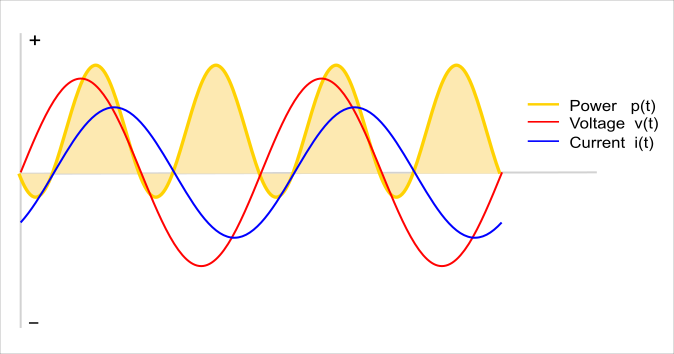 +
Power p(t)
Voltage v(t)
Current i(t)
–